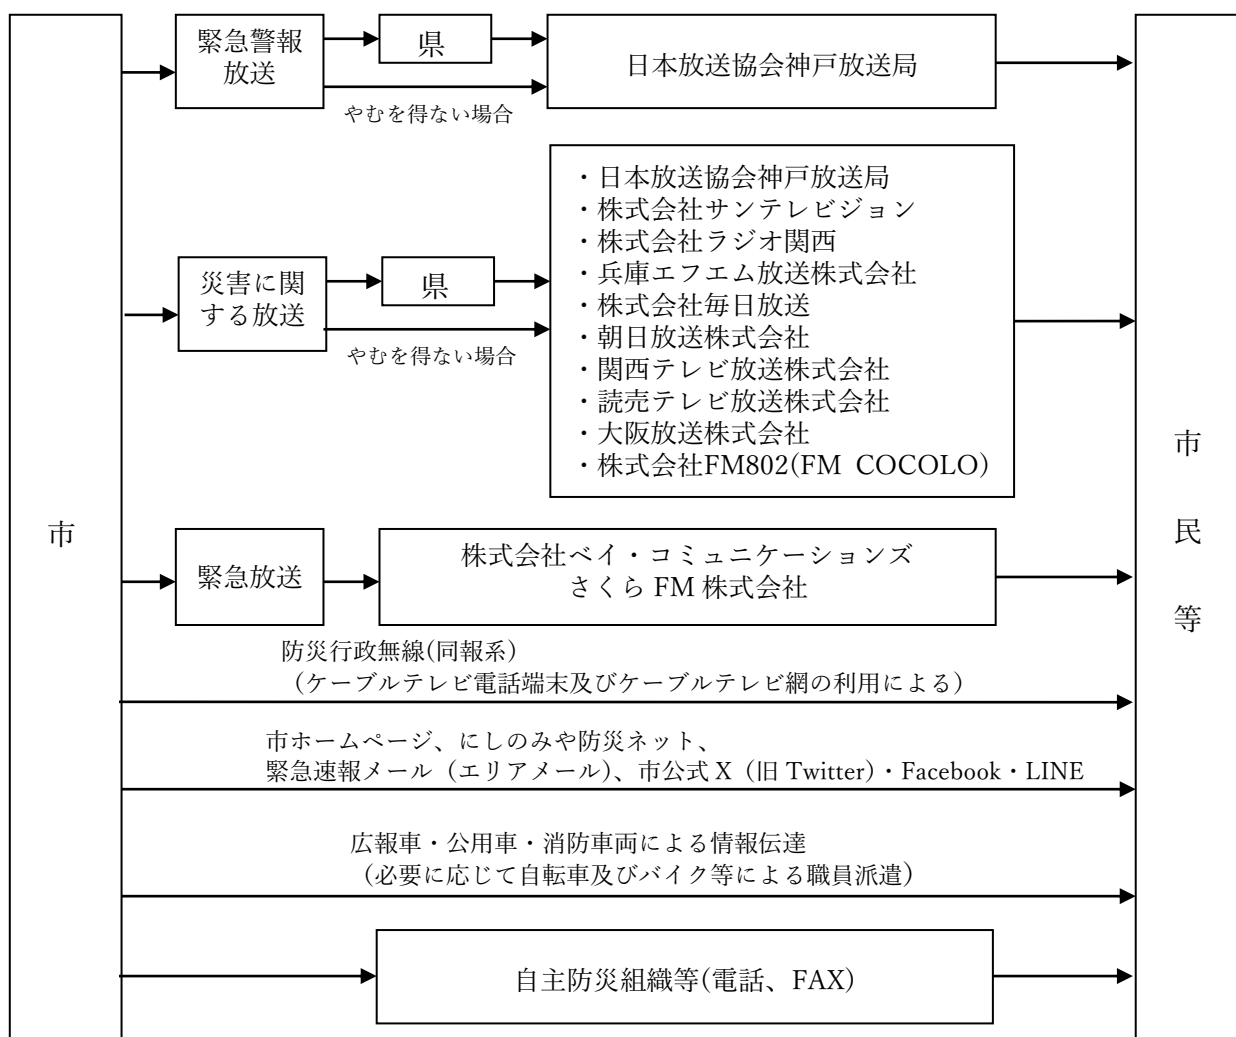 市
緊急警報
放送
県
やむを得ない場合
日本放送協会神戸放送局
災害に関
する放送
県
やむを得ない場合
・日本放送協会神戸放送局
・株式会社サンテレビジョン
・株式会社ラジオ関西
・兵庫エフエム放送株式会社
・株式会社毎日放送
・朝日放送株式会社
・関西テレビ放送株式会社
・読売テレビ放送株式会社
・大阪放送株式会社
・株式会社FM802(FM COCOLO)
緊急放送
株式会社ベイ・コミュニケーションズ
さくら FM 株式会社
防災行政無線(同報系)
（ケーブルテレビ電話端末及びケーブルテレビ網の利用による)
市ホームページ、にしのみや防災ネット、
緊急速報メール（エリアメール）、市公式 X（旧 Twitter）・Facebook・LINE
広報車・公用車・消防車両による情報伝達
（必要に応じて自転車及びバイク等による職員派遣)
自主防災組織等(電話、FAX)
市
民
等